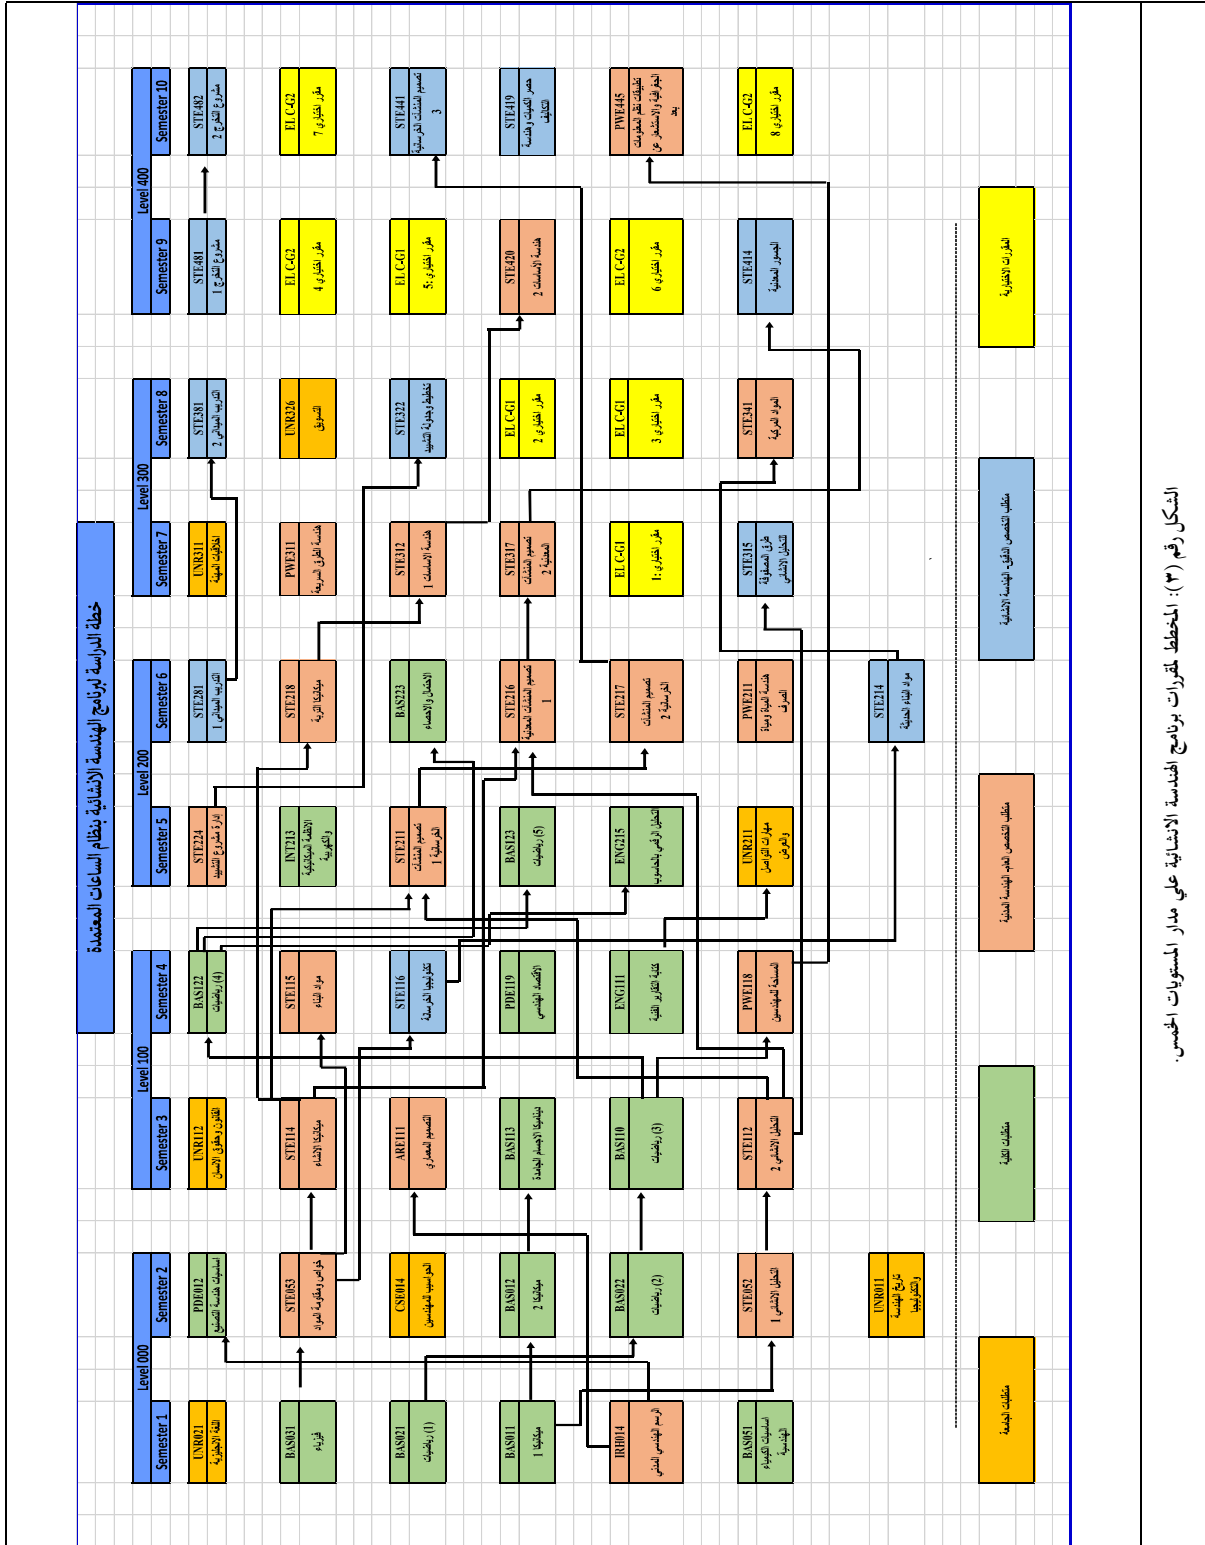 خطة الدراسة لبرنامج الهندسة الانشائية بنظام الساعات المعتمدة
Level 000
Level 100
Level 200
Level 300
Level 400
Semester 1
Semester 2
Semester 3
Semester 4
Semester 5
Semester 6
Semester 7
Semester 8
Semester 9
Semester 10
UNR021
اللغة الانجليزية
PDE012
اساسيات هندسة التصنيع
UNR112
القانون وحقوق الانسان
BAS122
رياضيات (4)
STE224
إدارة مشروع التشييد
STE281
التدريب الميداني 1
UNR311
اخلاقيات المهنة
STE381
التدريب الميداني 2
STE481
مشروع التخرج 1
STE482
مشروع التخرج 2
BAS031
فيزياء
STE053
خواص ومقاومة المواد
STE114
ميكانيكا الانشاء
STE115
مواد البناء
INT213
الانظمة الميكانيكية
والكهربية
STE218
ميكانيكا التربة
PWE311
هندسة الطرق السريعة
UNR326
التسويق
EL C-G2
مقرر اختياري 4
EL C-G2
مقرر اختياري 7
BAS021
رياضيات (1)
CSE014
الحواسيب للمهندسين
ARE111
التصميم المعماري
STE116
تكنولوجيا الخرسانة
STE211
تصميم المنشآت
الخرسانية 1
BAS223
الاحتمال والاحصاء
STE312
هندسة الاساسات 1
STE322
تخطيط وجدولة التشييد
EL C-G1
مقرر اختياري 5:
STE441
تصميم المنشآت الخرسانية
3
BAS011
ميكانيكا 1
BAS012
ميكانيكا 2
BAS113
ديناميكا الاجسام الجامدة
PDE119
الاقتصاد الهندسي
BAS123
رياضيات (5)
STE216
تصميم المنشآت المعدنية
1
STE317
تصميم المنشآت
المعدنية 2
EL C-G1
مقرر اختياري 2
STE420
هندسة الأساسات 2
STE419
حصر الكميات وهندسة
التكاليف
IRH014
الرسم الهندسي المدني
BAS022
رياضيات (2)
BAS110
رياضيات (3)
ENG111
كتابة التقارير الفنية
ENG215
التحليل الرقمي بالحاسوب
STE217
تصميم المنشآت
الخرسانية 2
EL C-G1
مقرر اختياري 1:
EL C-G1
مقرر اختياري 3
EL C-G2
مقرر اختياري 6
PWE445
تطبيقات نظم المعلومات
الجغرافية والاستشعار عن
بعد
BAS051
اساسيات الكيمياء
الهندسية
STE052
التحليل الانشائي 1
STE112
التحليل الانشائي 2
PWE118
المساحة للمهندسين
UNR211
مهارات التواصل
والعرض
PWE211
هندسة المياة ومياة
الصرف
STE315
طرق المصفوفة
للتحليل الانشائي
STE341
المواد المركبة
STE414
الجسور المعدنية
EL C-G2
مقرر اختياري 8
UNR011
تاريخ الهندسة
والتكنولوجيا
STE214
مواد البناء الحديثة
متطلبات الجامعة
متطلبات الكلية
متطلب التخصص العام- الهندسة المدنية
متطلب التخصص الدقيق- الهندسة الانشائية
المقررات الاختيارية
الشكل رقم (٣): المخطط لمقررات برنامج الهندسة الانشائية علي مدار المستويات الخمس.